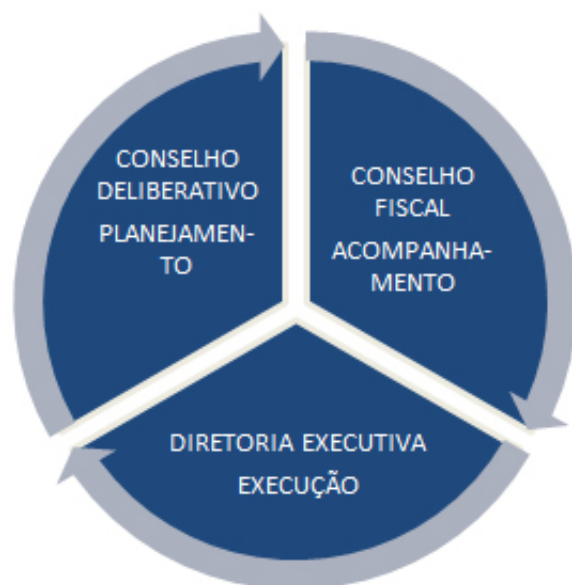 CONSELHO
DELIBERATIVO
PLANEJAMEN-
TO
CONSELHO
FISCAL
ACOMPANHA-
MENTO
DIRETORIA EXECUTIVA
EXECUÇÃO